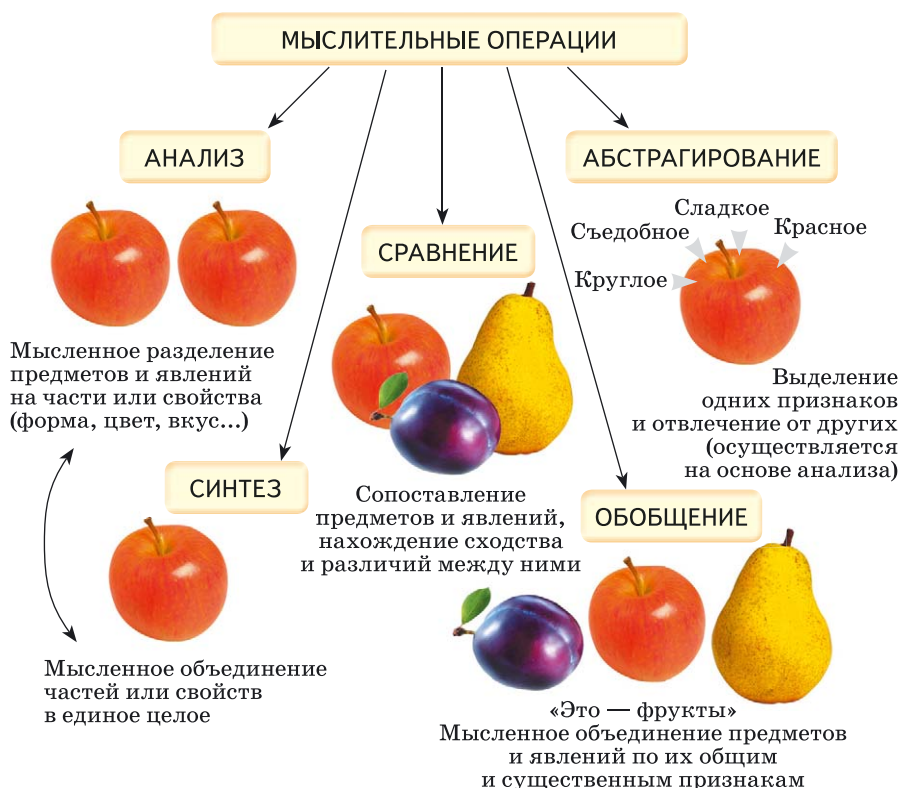 МЫСЛИТЕЛЬНЫЕ ОПЕРАЦИИ
АНАЛИЗ
Мысленное разделение
предметов и явлений
на части или свойства
(форма, цвет, вкус...)
СИНТЕЗ
Мысленное объединение
частей или свойств
в единое целое
СРАВНЕНИЕ
Сопоставление
предметов и явлений,
нахождение сходства
и различий между ними
ОБОБЩЕНИЕ
«Это — фрукты»
Мысленное объединение предметов
и явлений по их общим
и существенным признакам
АБСТРАГИРОВАНИЕ
Сладкое
Съедобное
Красное
Круглое
Выделение
одних признаков
и отвлечение от других
(осуществляется
на основе анализа)